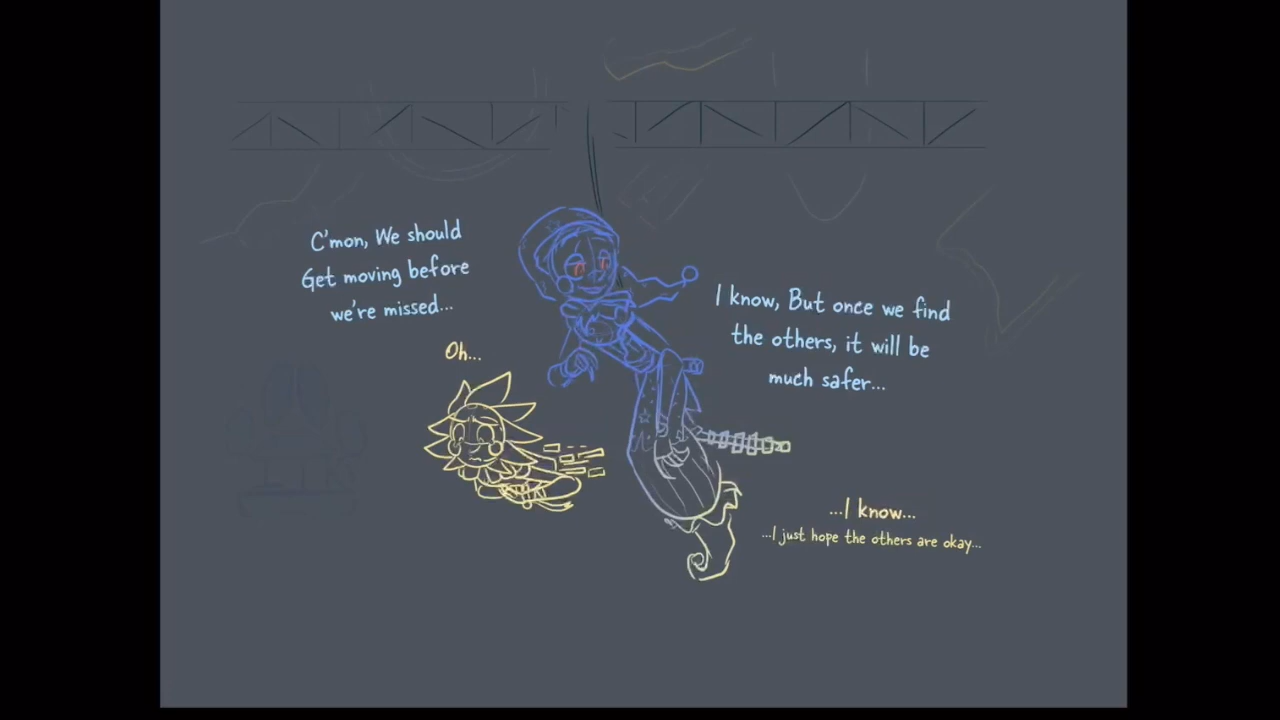 C'mon, We should
Get moving before
we're missed...
Oh...
I know, But once we find
the others, it will be
much safer...
...I know...
...I just hope the others are okay...